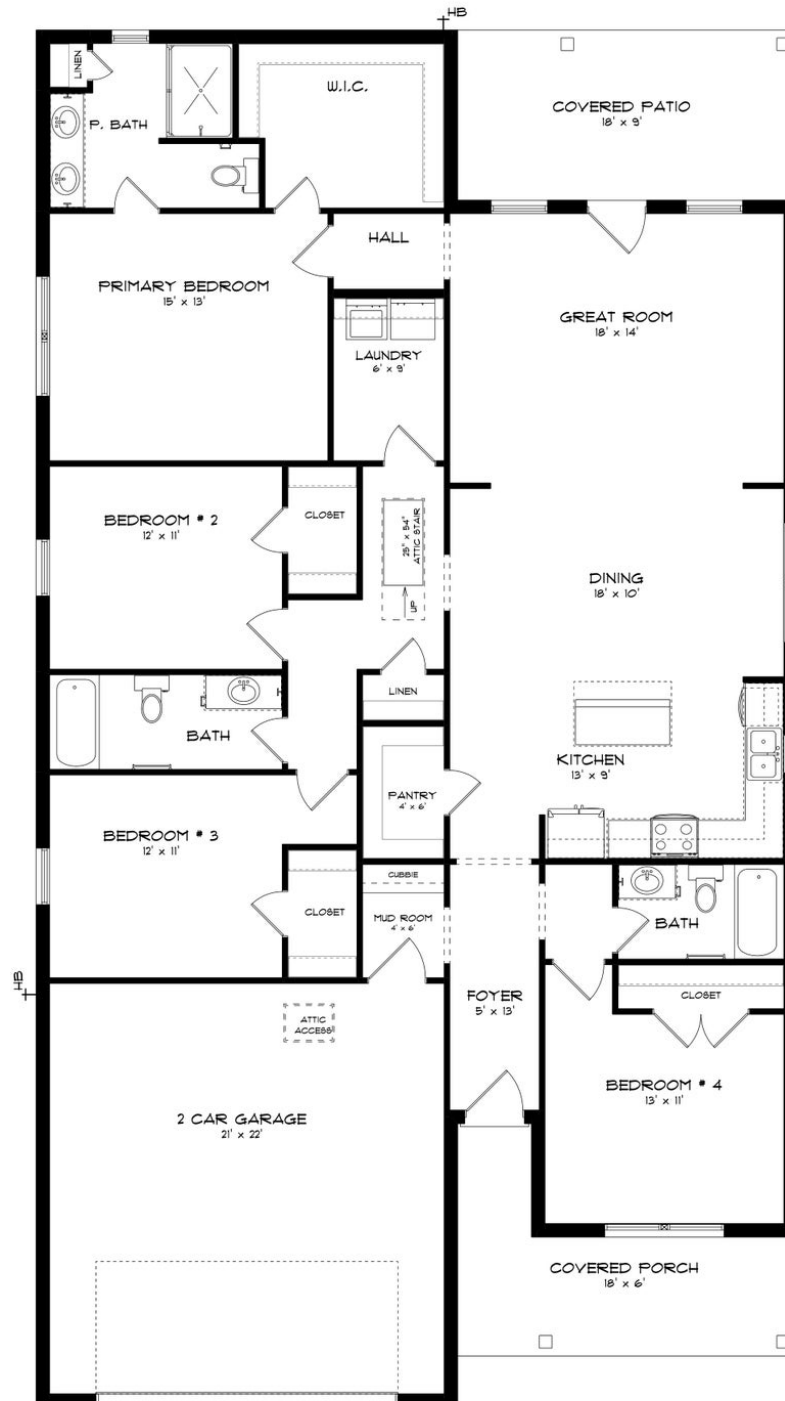 HB
LINEN
W.I.C.
P. BATH
COVERED PATIO
18' x 9'
HALL
PRIMARY BEDROOM
15' x 13'
GREAT ROOM
18' x 14'
LAUNDRY
6' x 9'
BEDROOM # 2
12' x 11'
CLOSET
25" x 54"
ATTIC STAIR
UP
DINING
18' x 10'
LINEN
BATH
KITCHEN
13' x 9'
PANTRY
4' x 6'
BEDROOM # 3
12' x 11'
CUBBIE
CLOSET
MUD ROOM
4' x 6'
BATH
HB
FOYER
5' x 13'
CLOSET
ATTIC
ACCESS
BEDROOM # 4
13' x 11'
2 CAR GARAGE
21' x 22'
COVERED PORCH
18' x 6'